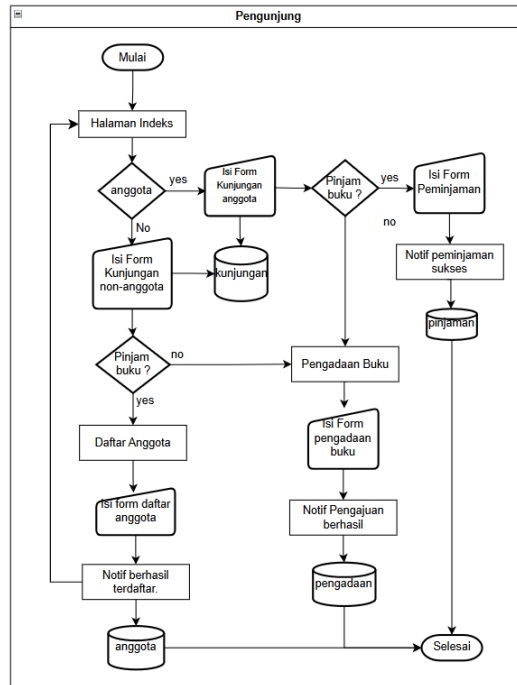 Pengunjung
Mulai
Halaman Indeks
anggota
yes
Isi Form
Kunjungan
anggota
Pinjam
buku ?
yes
Isi Form
Peminjaman
no
No
Isi Form
Kunjungan
non-anggota
kunjungan
Notif peminjaman
sukses
pinjaman
Pinjam
buku ?
no
Pengadaan Buku
yes
Daftar Anggota
Isi Form
pengadaan
buku
Isi form daftar
anggota
Notif Pengajuan
berhasil
Notif berhasil
terdaftar.
pengadaan
anggota
Selesai